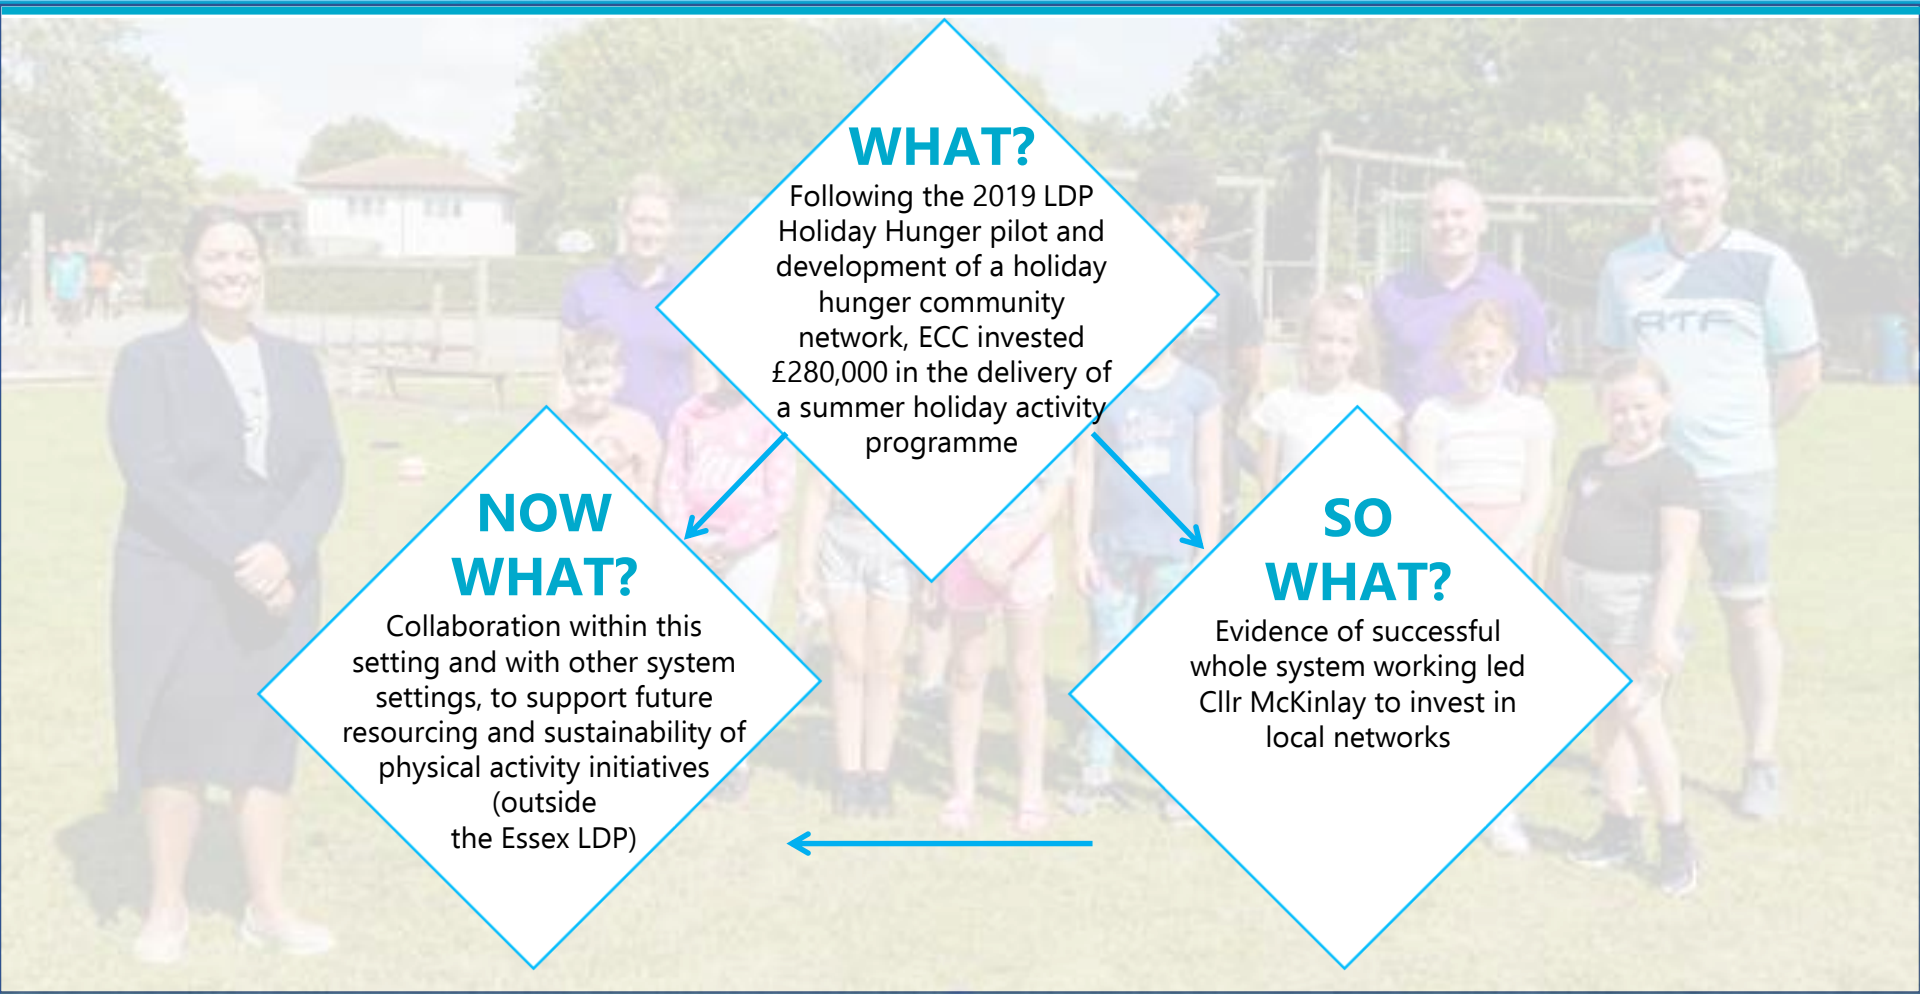 WHAT?
Following the 2019 LDP
Holiday Hunger pilot and
development of a holiday
hunger community
network, ECC invested
£280,000 in the delivery of
a summer holiday activity
programme
NOW
WHAT?
Collaboration within this
setting and with other system
settings, to support future
resourcing and sustainability of
physical activity initiatives
(outside
the Essex LDP)
SO
WHAT?
Evidence of successful
whole system working led
Cllr McKinlay to invest in
local networks
ATF